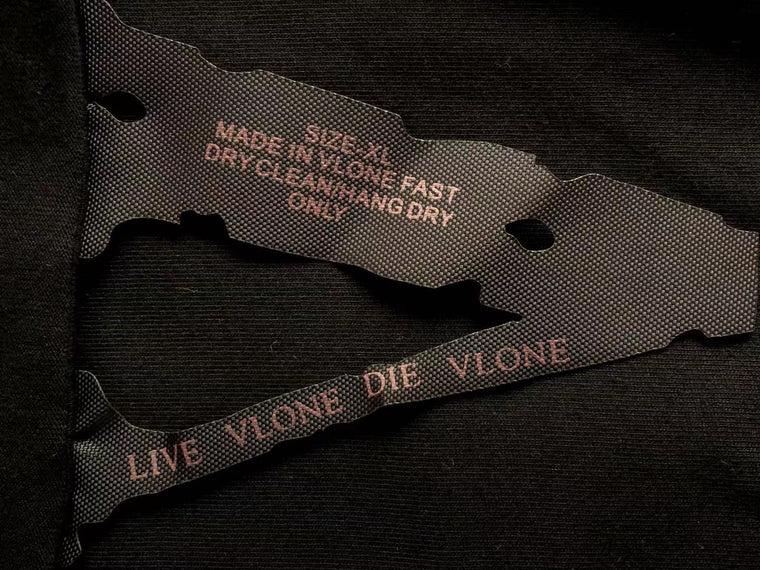 SIZE-XL
MADE IN VLONE FAST
DRY CLEAN/HANG DRY
ONLY
LIVE VLONE DIE VLONE